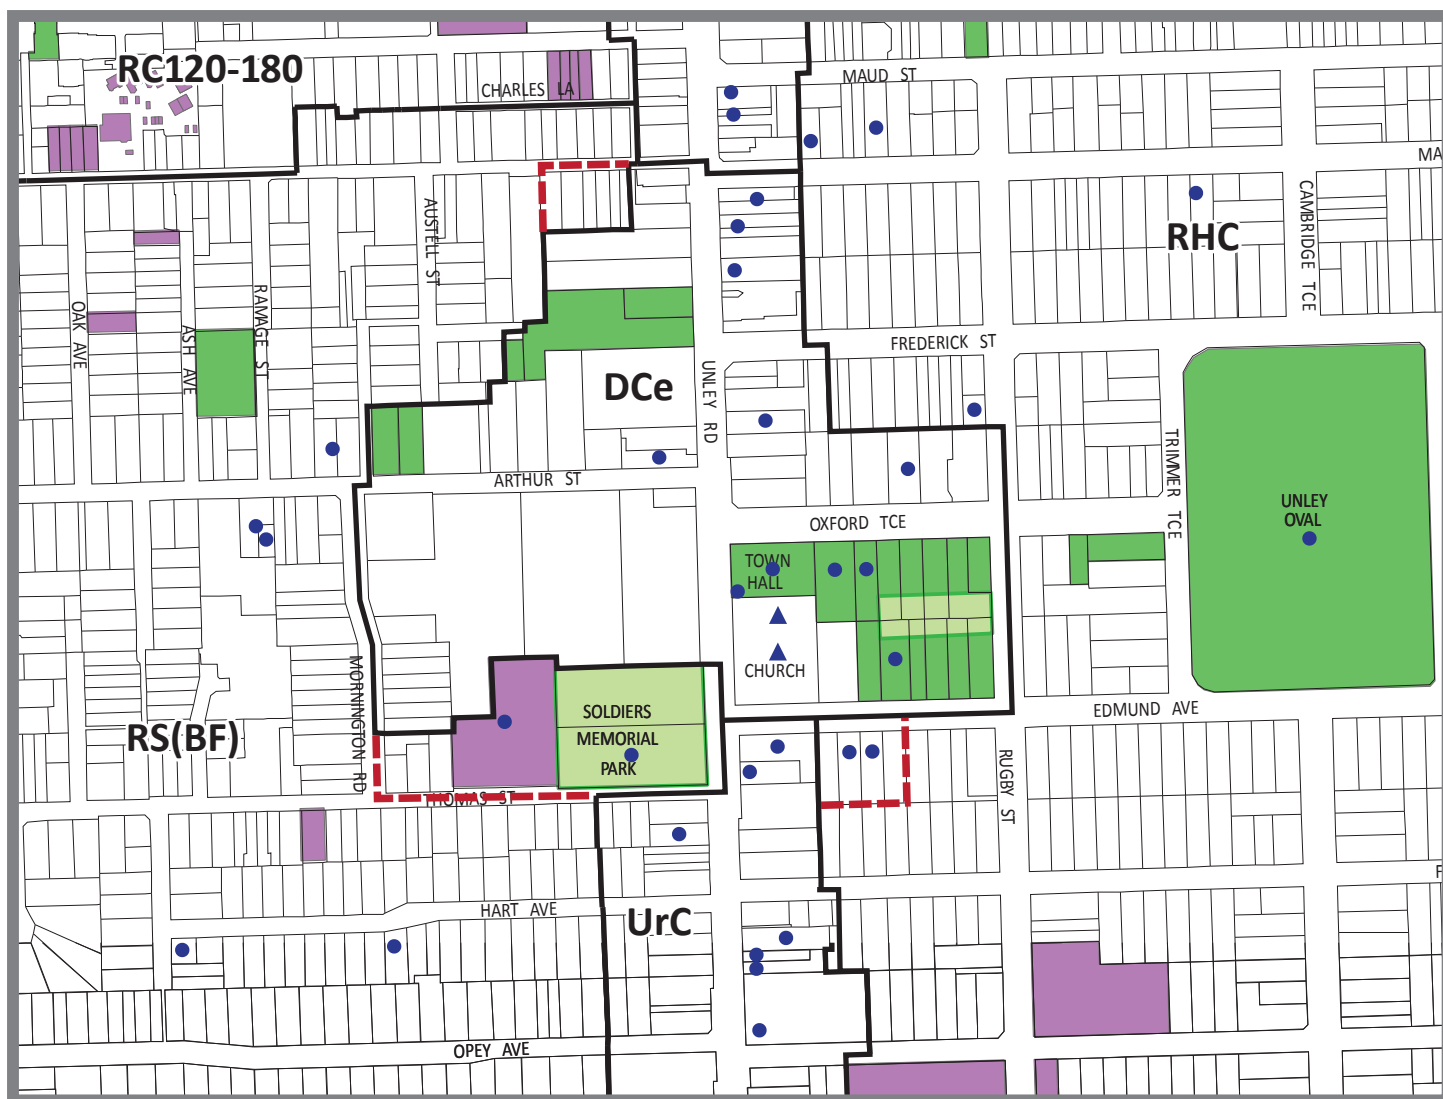 RC120-180
CHARLES LA
MAUD ST
MA
AUSTELL ST
CAMBRIDGE TCE
RHC
OAK AVE
ASH AVE
RAMAGE ST
FREDERICK ST
DCe
UNLEY RD
ARTHUR ST
TRIMMER TCE
UNLEY
OVAL
OXFORD TCE
TOWN
HALL
CHURCH
MORNINGTON RD
SOLDIERS
MEMORIAL
PARK
RS(BF)
EDMUND AVE
RUGBY ST
THOMAS ST
F
HART AVE
UrC
OPEY AVE